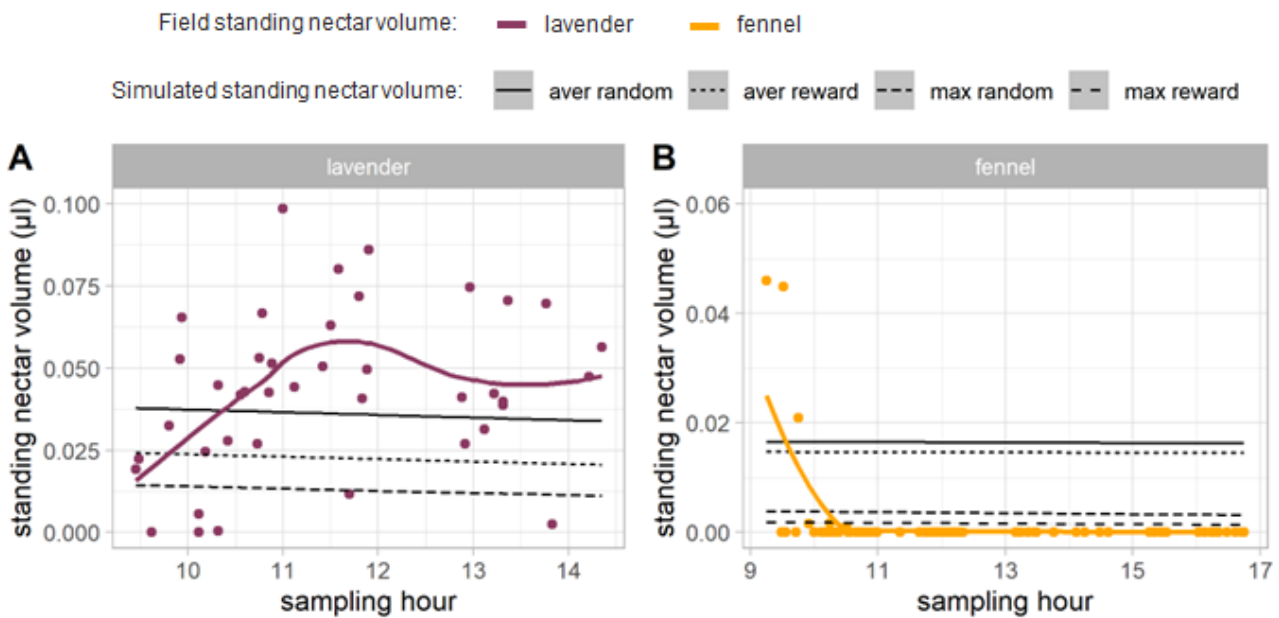 Field standing nectar volume: lavender fennel
Simulated standing nectar volume: aver random aver reward max random max reward
A
lavender
standing nectar volume (µl)
0.100
0.075
0.050
0.025
0.000
10 11 12 13 14
sampling hour
B
fennel
standing nectar volume (µl)
0.06
0.04
0.02
0.00
9 11 13 15 17
sampling hour